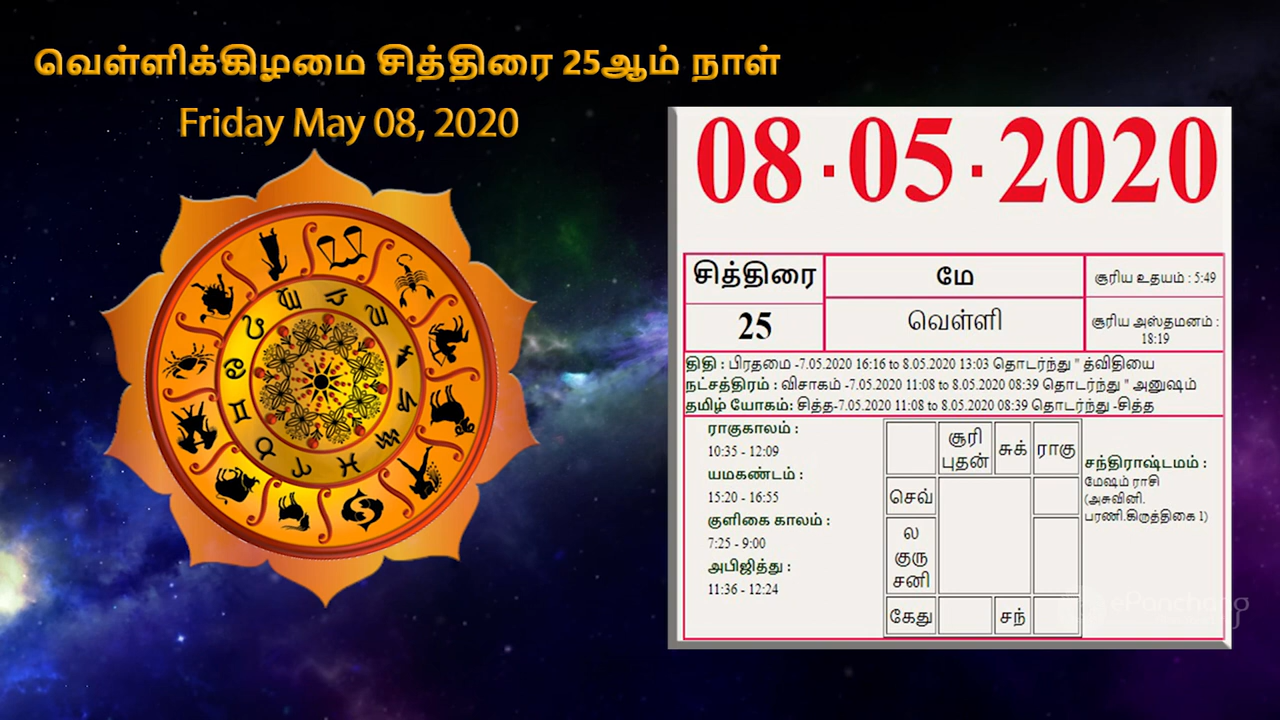 வெள்ளிக்கிழமை சித்திரை 25ஆம் நாள்
Friday May 08, 2020
08·05·2020
சித்திரை
மே
சூரிய உதயம் : 5:49
25
வெள்ளி
சூரிய அஸ்தமனம் :
18:19
திதி : பிரதமை -7.05.2020 16:16 to 8.05.2020 13:03 தொடர்ந்து " த்விதியை
நட்சத்திரம் : விசாகம் -7.05.2020 11:08 to 8.05.2020 08:39 தொடர்ந்து " அனுஷம்
தமிழ் யோகம்: சித்த-7.05.2020 11:08 to 8.05.2020 08:39 தொடர்ந்து -சித்த
ராகுகாலம் :
10:35 - 12:09
யமகண்டம் :
15:20 - 16:55
குளிகை காலம் :
7:25 - 9:00
அபிஜித்து :
11:36 - 12:24
சூரி
புதன்
சுக்
ராகு
செவ்
ல
குரு
சனி
கேது
சந்
சந்திராஷ்டமம் :
மேஷம் ராசி
(அசுவினி.
பரணி.கிருத்திகை 1)
ePanchang